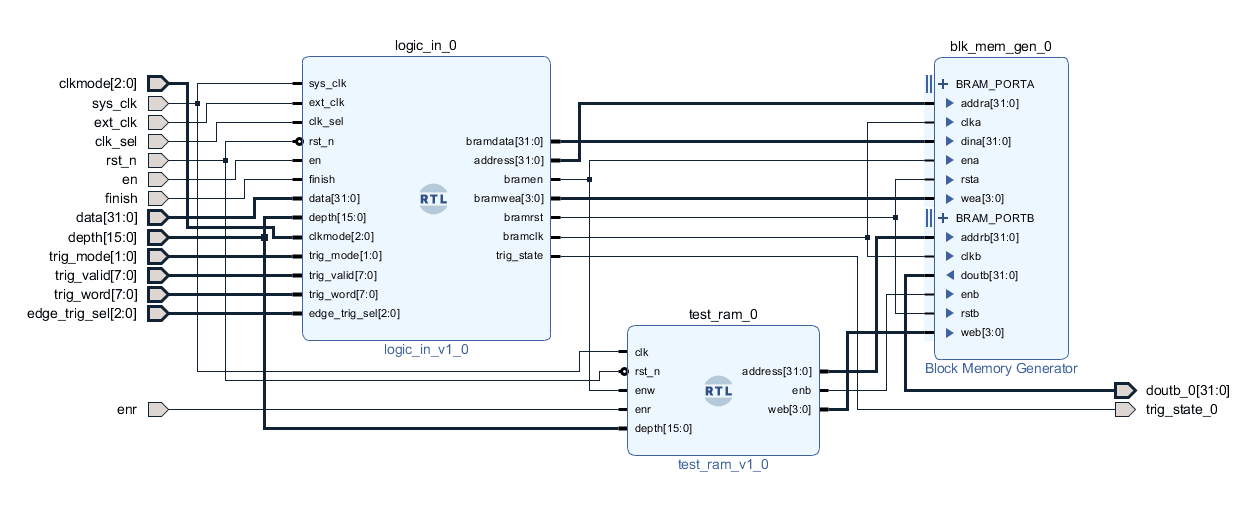 logic_in_0
blk_mem_gen_0
clkmode[2:0]
sys_clk
ext_clk
clk_sel
rst_n
en
finish
data[31:0]
depth[15:0]
trig_mode[1:0]
trig_valid[7:0]
trig_word[7:0]
edge_trig_sel[2:0]
enr
sys_clk
ext_clk
clk_sel
rst_n
en
finish
data[31:0]
depth[15:0]
clkmode[2:0]
trig_mode[1:0]
trig_valid[7:0]
trig_word[7:0]
edge_trig_sel[2:0]
RTL
bramdata[31:0]
address[31:0]
bramen
bramwea[3:0]
bramrst
bramclk
trig_state
logic_in_v1_0
test_ram_0
clk
rst_n
enw
enr
depth[15:0]
RTL
address[31:0]
enb
web[3:0]
test_ram_v1_0
BRAM_PORTA
addra[31:0]
clka
dina[31:0]
ena
rsta
wea[3:0]
BRAM_PORTB
addrb[31:0]
clkb
doutb[31:0]
enb
rstb
web[3:0]
Block Memory Generator
doutb_0[31:0]
trig_state_0